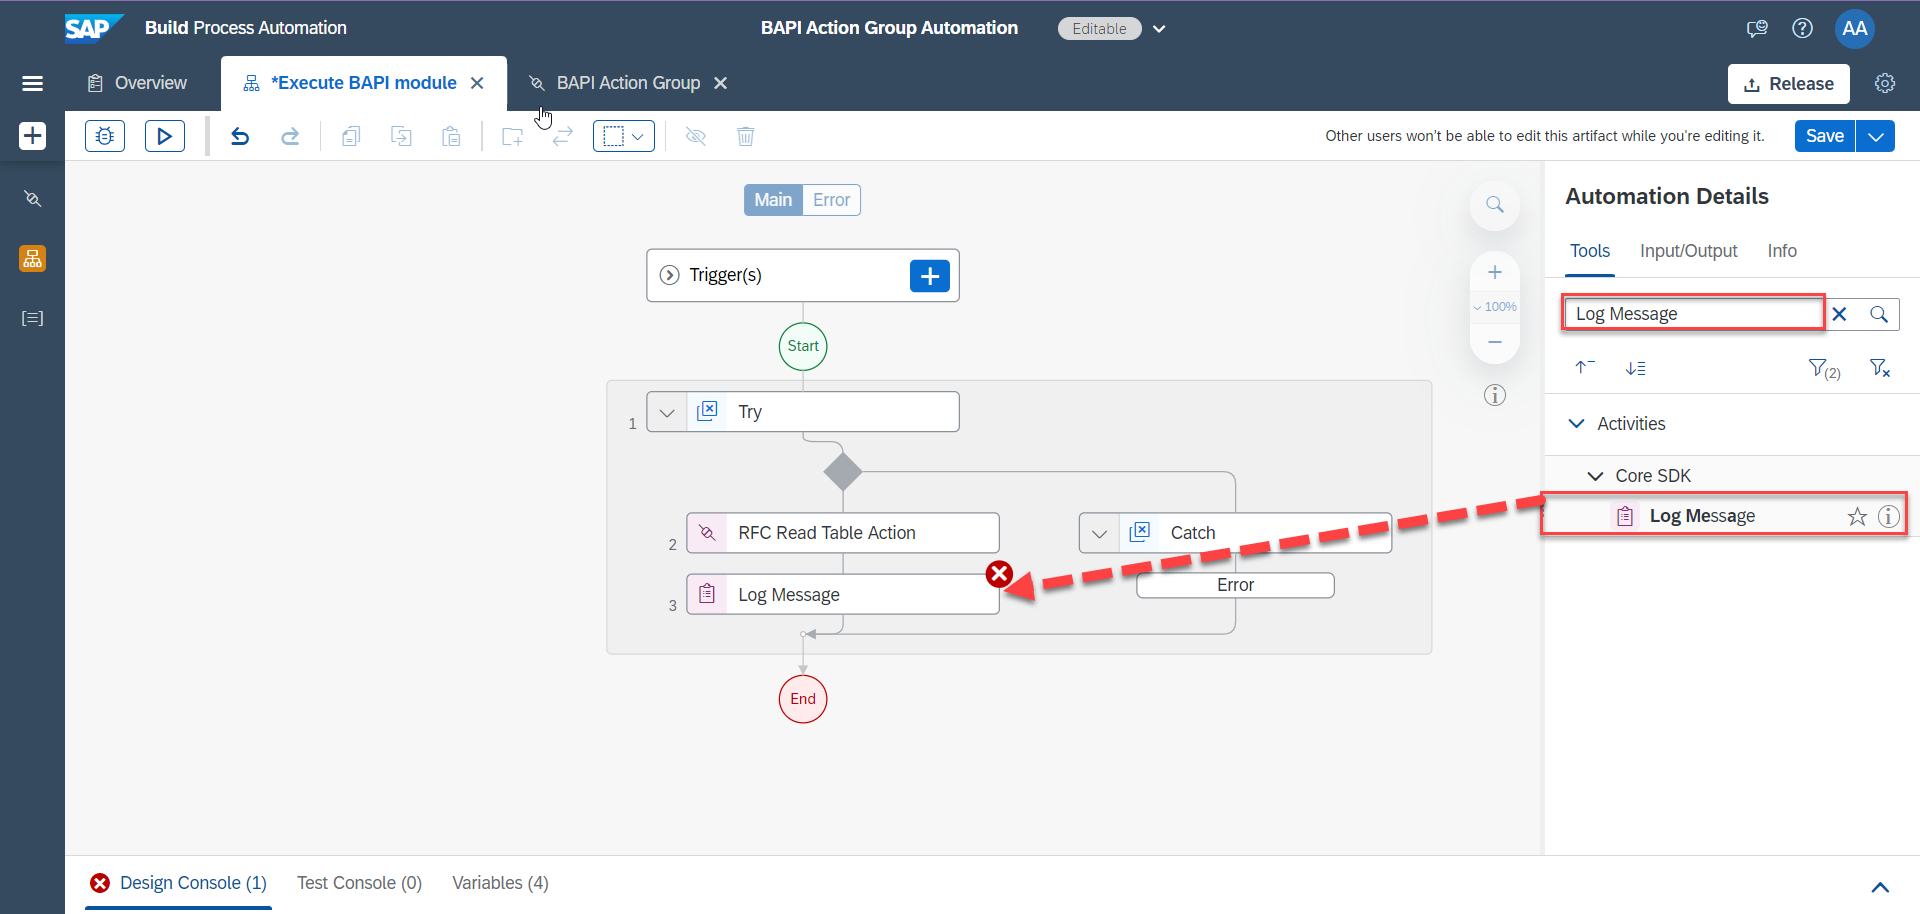 SAP
Build Process Automation
BAPI Action Group Automation
Editable
AA
Overview
*Execute BAPI module
BAPI Action Group
Release
Other users won't be able to edit this artifact while you're editing it.
Save
Main
Error
Trigger(s)
Start
1
Try
2
RFC Read Table Action
Catch
3
Log Message
Error
End
100%
Automation Details
Tools
Input/Output
Info
Log Message
(2)
Activities
Core SDK
Log Message
Design Console (1)
Test Console (0)
Variables (4)